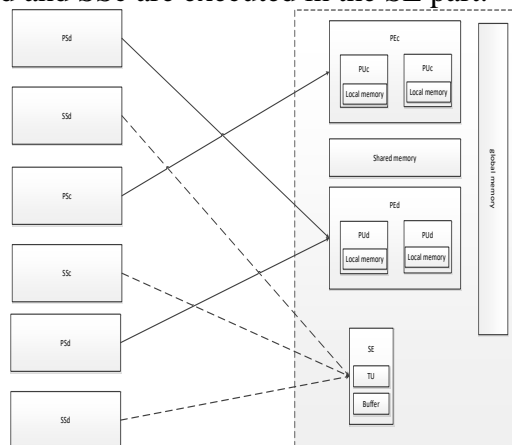 d and SSc are executed in the SE part.
PSd
SSd
PSc
SSc
PSd
SSd
PEc
PUc
Local memory
PUc
Local memory
Shared memory
PEd
PUd
Local memory
PUd
Local memory
SE
TU
Buffer
global memory